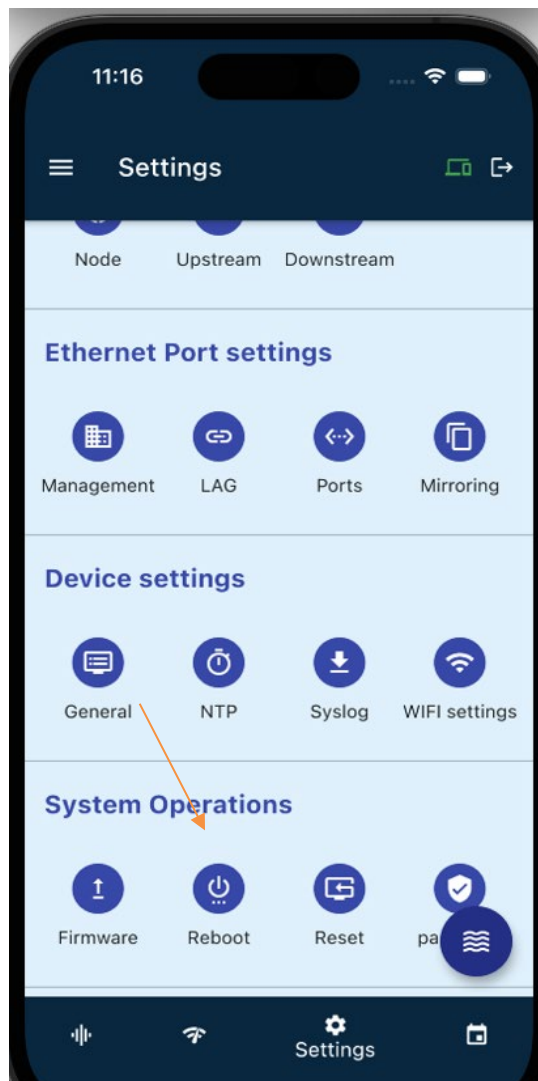 11:16
Settings
Node Upstream Downstream
Ethernet Port settings
Management LAG Ports Mirroring
Device settings
General NTP Syslog WIFI settings
System Operations
Firmware Reboot Reset
Settings